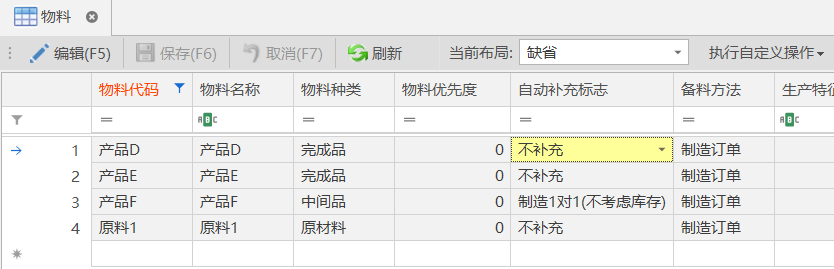 物料
编辑(F5) 保存(F6) 取消(F7) 刷新 当前布局: 缺省 执行自定义操作
物料代码 物料名称 物料种类 物料优先度 自动补充标志 备料方法 生产特征
= ABC = = = = ABC
1 产品D 产品D 完成品 0 不补充 制造订单
2 产品E 产品E 完成品 0 不补充 制造订单
3 产品F 产品F 中间品 0 制造1对1(不考虑库存) 制造订单
4 原料1 原料1 原材料 0 不补充 制造订单